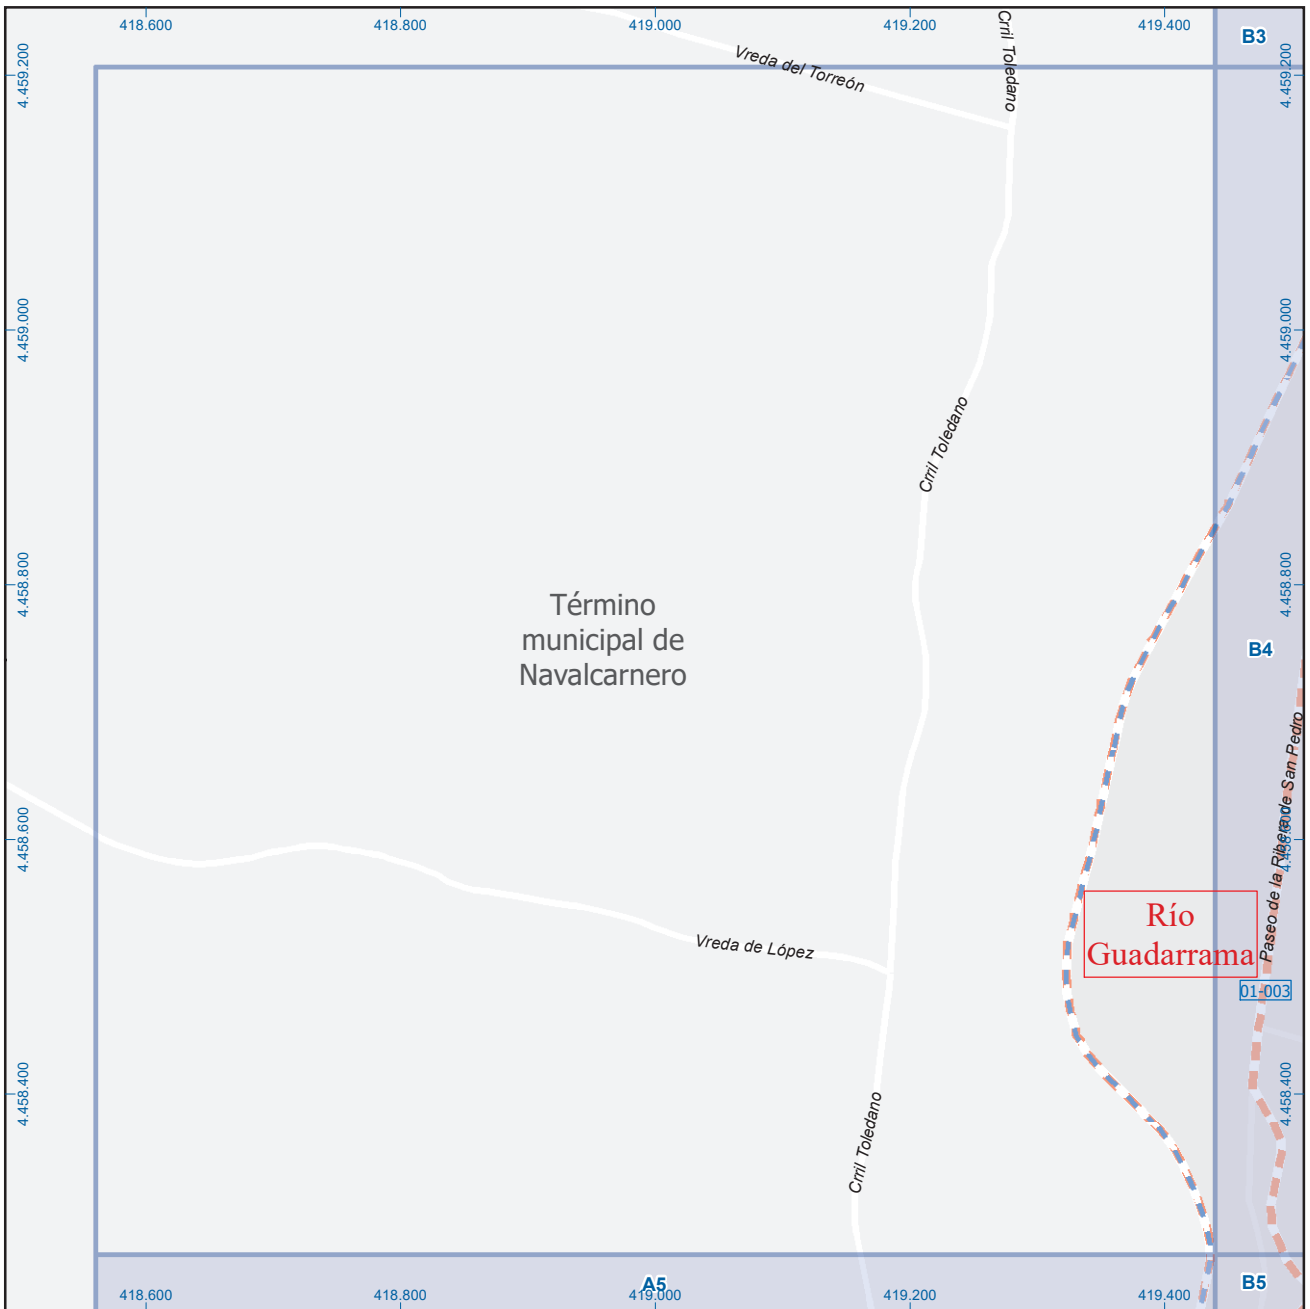 418.600
418.800
419.000
419.200
419.400
B3
4.459.200
Vreda del Torreón
Crril Toledano
4.459.200
4.459.000
4.459.000
Crril Toledano
4.458.800
4.458.800
Término
municipal de
Navalcarnero
B4
Paseo de la Ribera de San Pedro
4.458.600
4.458.600
Río
Guadarrama
Vreda de López
01-003
4.458.400
4.458.400
Crril Toledano
A5
B5
418.600
418.800
419.000
419.200
419.400